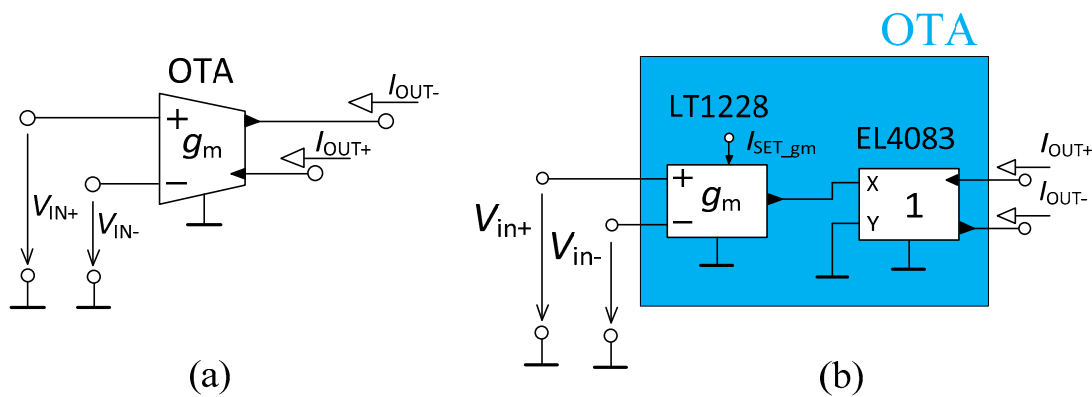 OTA
+
g_m
−
I_OUT-
I_OUT+
V_IN+
V_IN-
(a)
OTA
LT1228
I_SET_gm
EL4083
+
g_m
−
X
Y
1
I_OUT+
I_OUT-
V_in+
V_in-
(b)